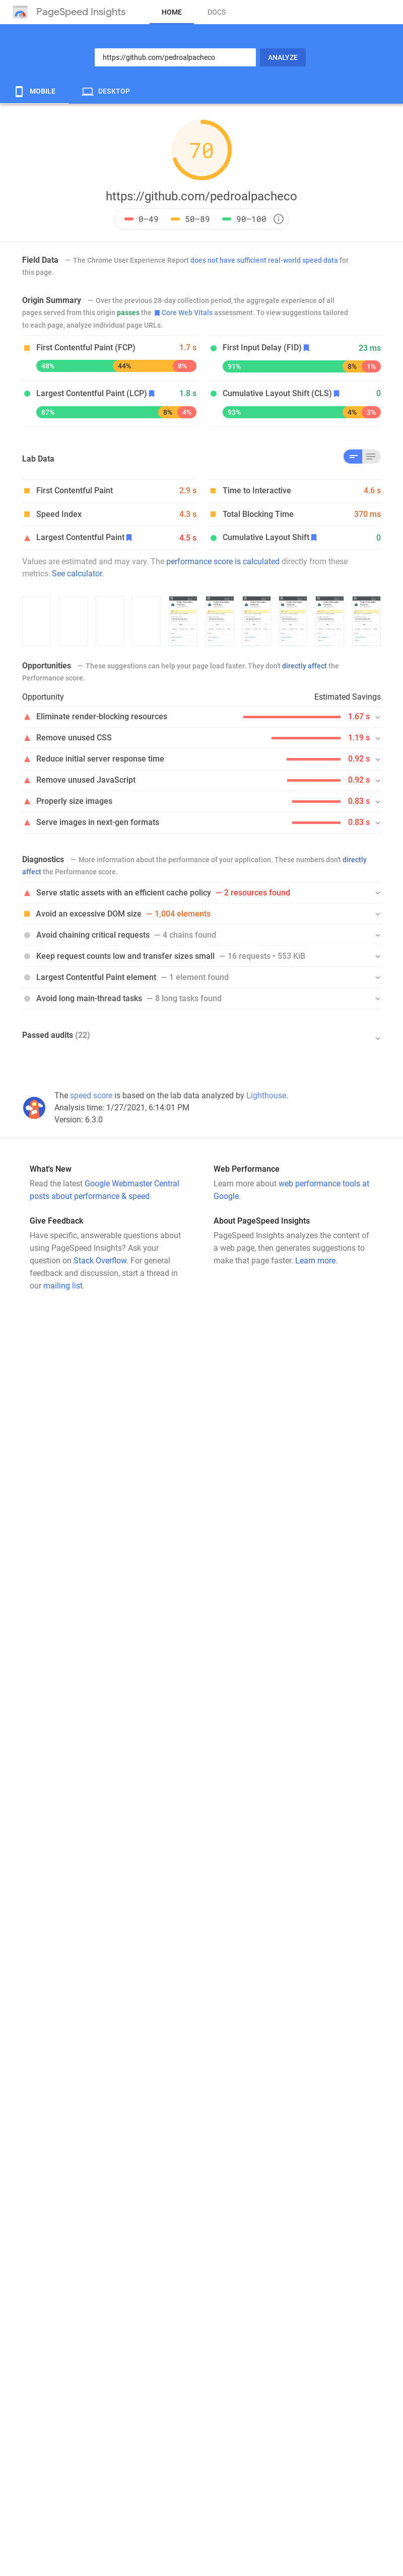 PageSpeed Insights
HOME
DOCS
https://github.com/pedroalpacheco
ANALYZE
MOBILE
DESKTOP
70
https://github.com/pedroalpacheco
0–49
50–89
90–100
Field Data — The Chrome User Experience Report does not have sufficient real-world speed data for
this page.
Origin Summary — Over the previous 28-day collection period, the aggregate experience of all
pages served from this origin passes the Core Web Vitals assessment. To view suggestions tailored
to each page, analyze individual page URLs.
First Contentful Paint (FCP) 1.7 s
48% 44% 8%
First Input Delay (FID) 23 ms
91% 8% 1%
Largest Contentful Paint (LCP) 1.8 s
87% 8% 4%
Cumulative Layout Shift (CLS) 0
93% 4% 3%
Lab Data
First Contentful Paint 2.9 s
Time to Interactive 4.6 s
Speed Index 4.3 s
Total Blocking Time 370 ms
Largest Contentful Paint 4.5 s
Cumulative Layout Shift 0
Values are estimated and may vary. The performance score is calculated directly from these
metrics. See calculator.
Opportunities — These suggestions can help your page load faster. They don't directly affect the
Performance score.
Opportunity Estimated Savings
Eliminate render-blocking resources 1.67 s
Remove unused CSS 1.19 s
Reduce initial server response time 0.92 s
Remove unused JavaScript 0.92 s
Properly size images 0.83 s
Serve images in next-gen formats 0.83 s
Diagnostics — More information about the performance of your application. These numbers don't directly
affect the Performance score.
Serve static assets with an efficient cache policy — 2 resources found
Avoid an excessive DOM size — 1,004 elements
Avoid chaining critical requests — 4 chains found
Keep request counts low and transfer sizes small — 16 requests • 553 KiB
Largest Contentful Paint element — 1 element found
Avoid long main-thread tasks — 8 long tasks found
Passed audits (22)
The speed score is based on the lab data analyzed by Lighthouse.
Analysis time: 1/27/2021, 6:14:01 PM
Version: 6.3.0
What's New
Read the latest Google Webmaster Central
posts about performance & speed.
Web Performance
Learn more about web performance tools at
Google.
Give Feedback
Have specific, answerable questions about
using PageSpeed Insights? Ask your
question on Stack Overflow. For general
feedback and discussion, start a thread in
our mailing list.
About PageSpeed Insights
PageSpeed Insights analyzes the content of
a web page, then generates suggestions to
make that page faster. Learn more.